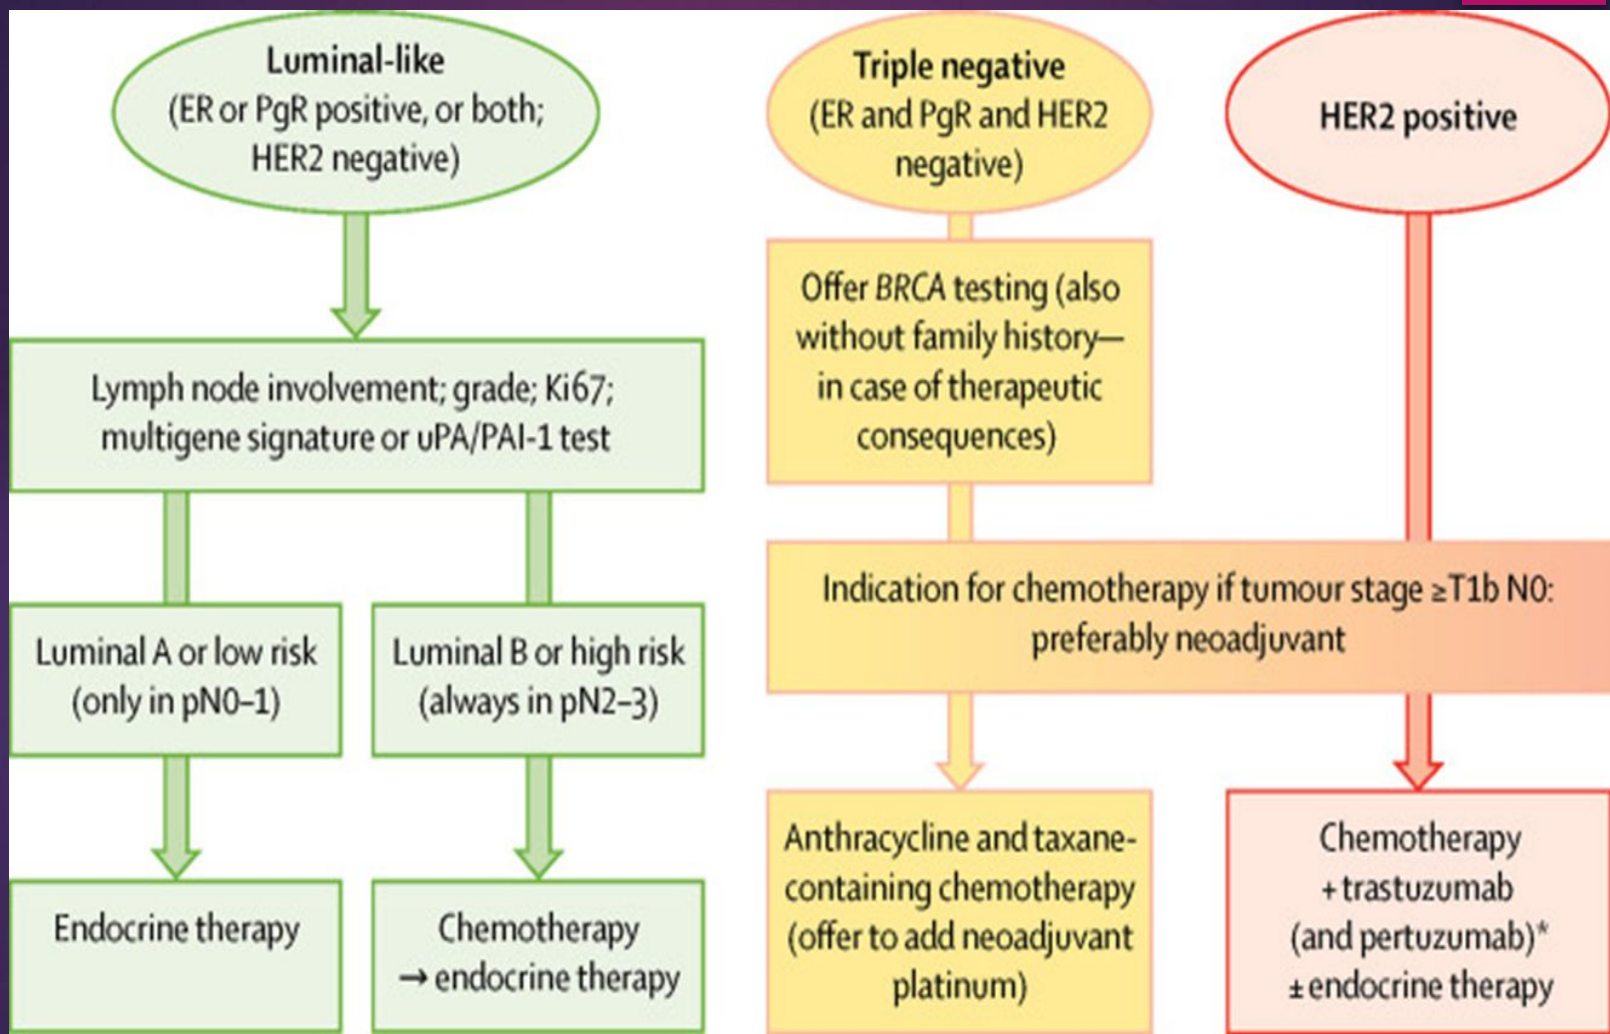 Luminal-like
(ER or PgR positive, or both;
HER2 negative)
Triple negative
(ER and PgR and HER2
negative)
HER2 positive
Lymph node involvement; grade; Ki67;
multigene signature or uPA/PAI-1 test
Offer BRCA testing (also
without family history—
in case of therapeutic
consequences)
Indication for chemotherapy if tumour stage ≥T1b N0:
preferably neoadjuvant
Luminal A or low risk
(only in pN0–1)
Luminal B or high risk
(always in pN2–3)
Endocrine therapy
Chemotherapy
→ endocrine therapy
Anthracycline and taxane-
containing chemotherapy
(offer to add neoadjuvant
platinum)
Chemotherapy
+ trastuzumab
(and pertuzumab)*
± endocrine therapy